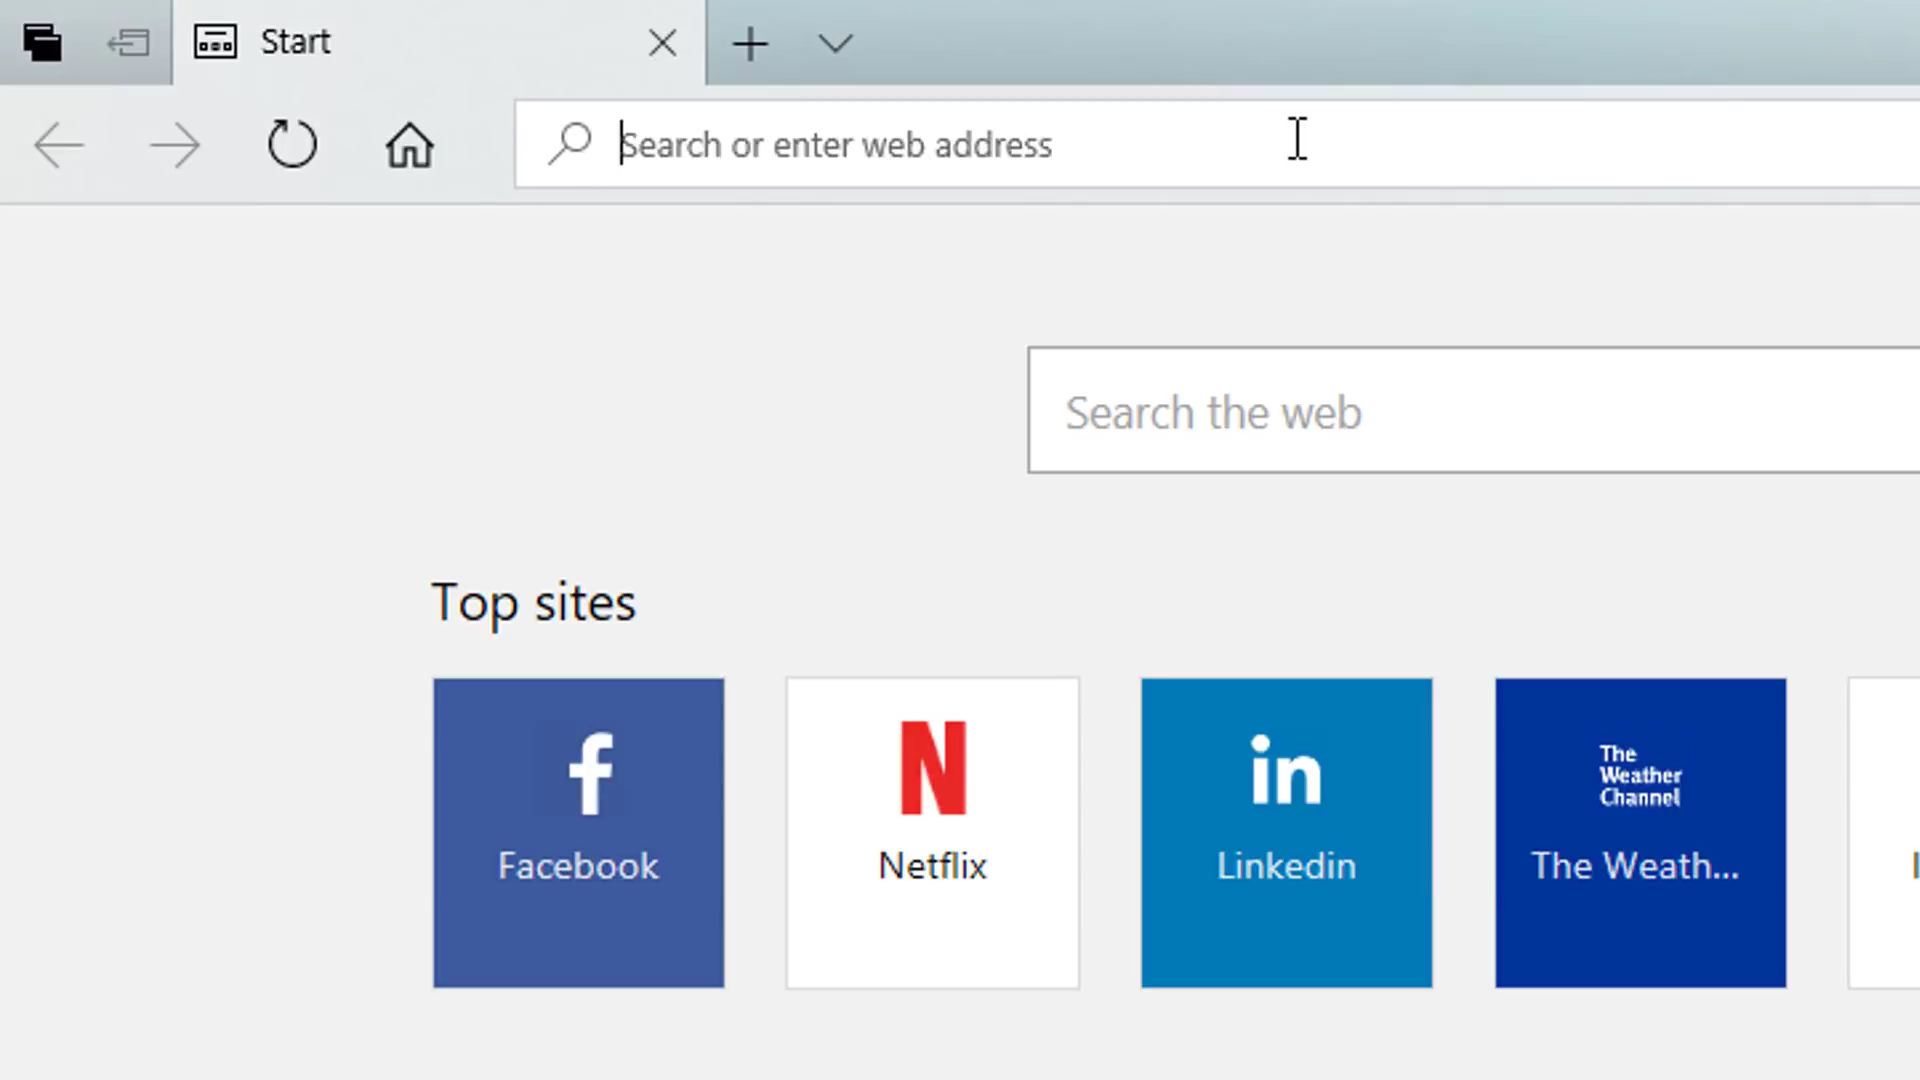 Start
Search or enter web address
Search the web
Top sites
f
N
in
The
Weather
Channel
Facebook
Netflix
Linkedin
The Weath...